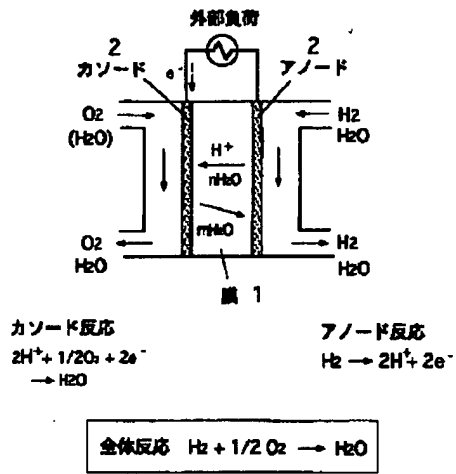 外部負荷
2 2
カソード e- アノード
O2 H2
(H2O) H+ H2O
nH2O
mH2O
O2 H2
H2O H2O
膜 1
カソード反応 アノード反応
2H+ + 1/2O2 + 2e- H2 → 2H+ + 2e-
→ H2O
全体反応 H2 + 1/2 O2 → H2O